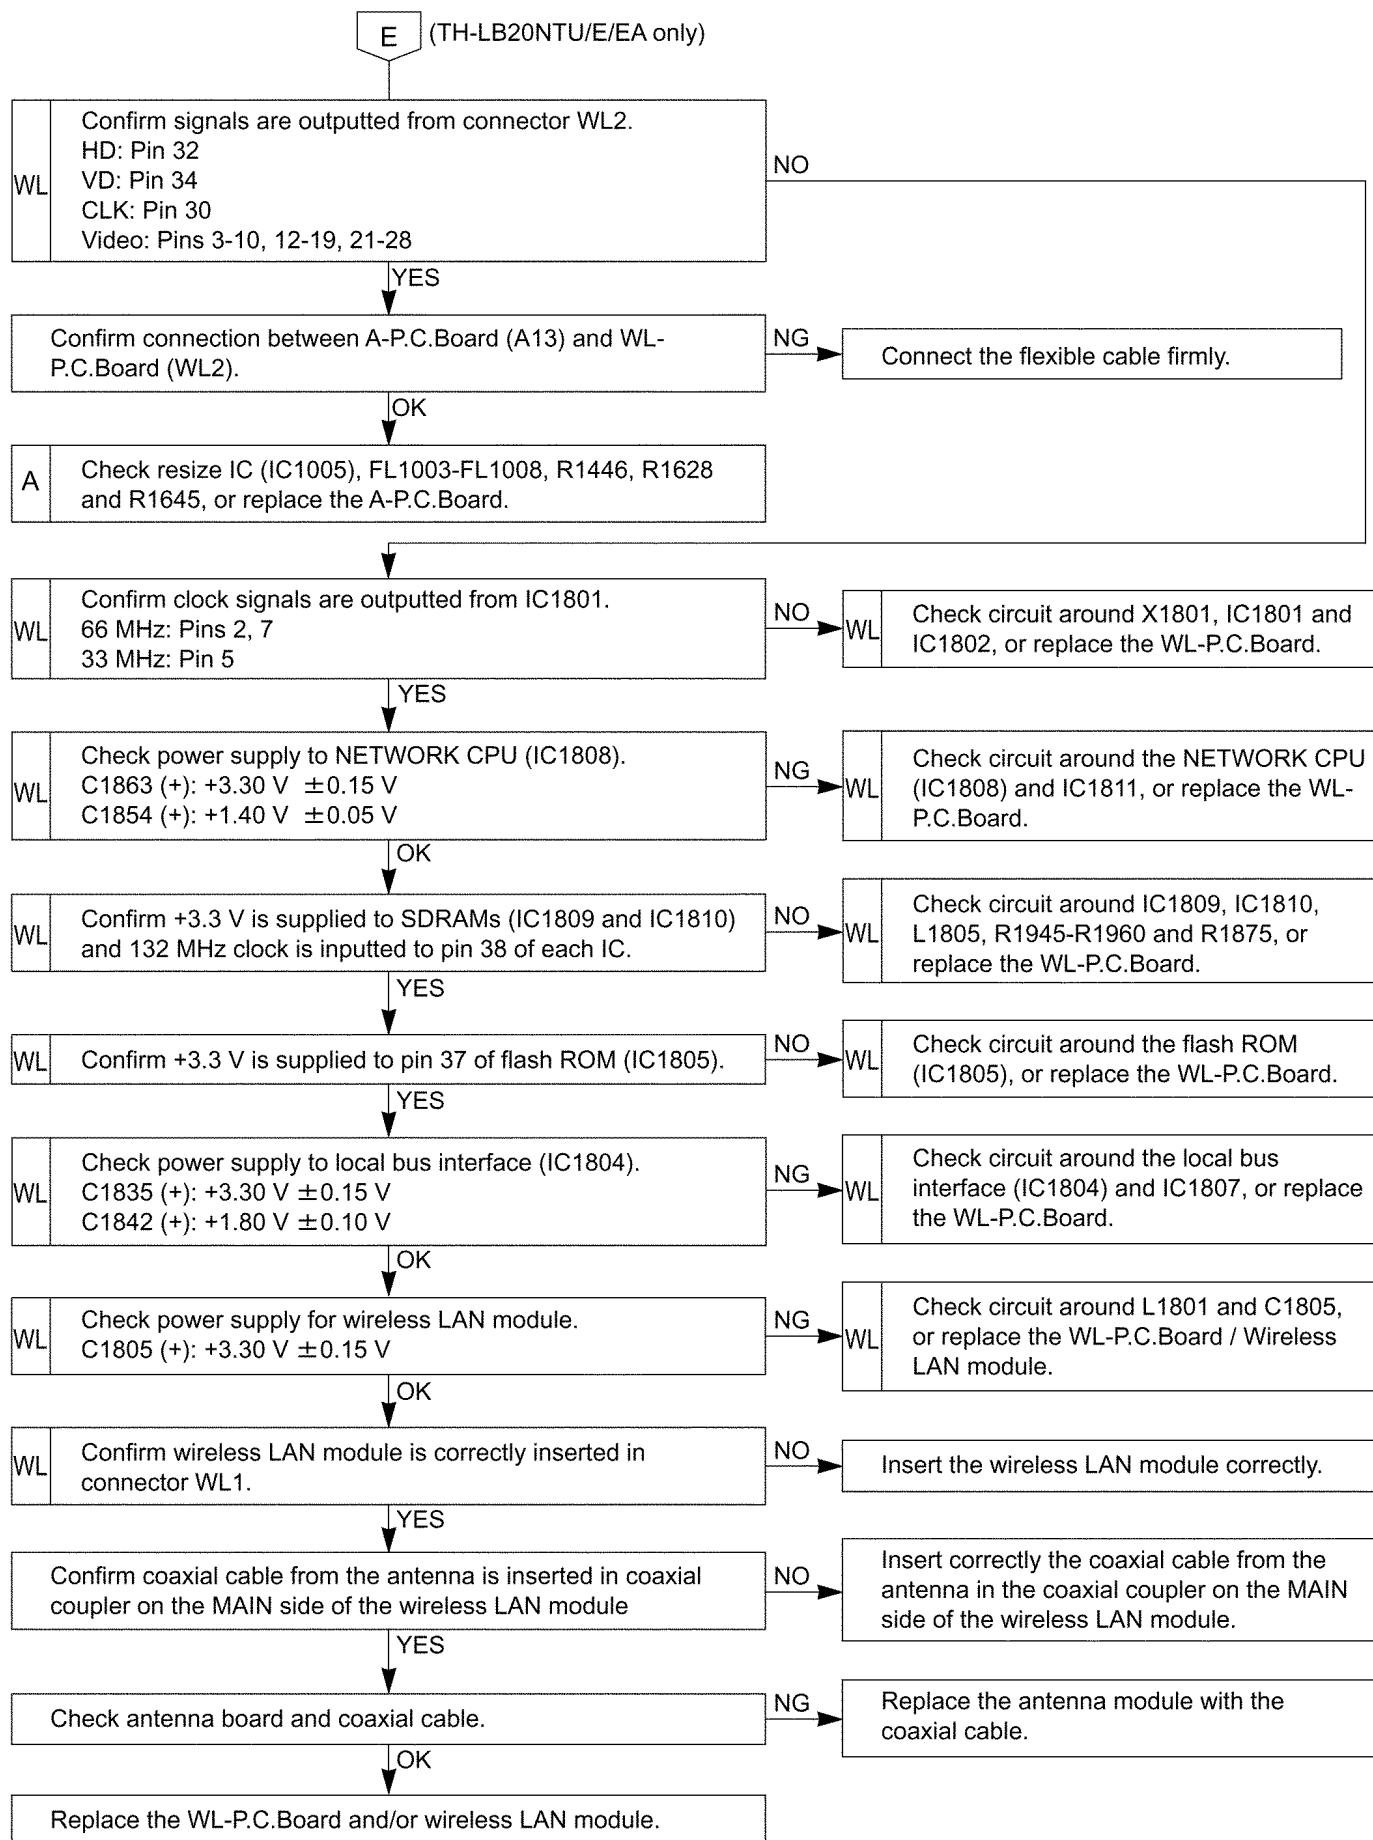 E
(TH-LB20NTU/E/EA only)
WL
Confirm signals are outputted from connector WL2.
HD: Pin 32
VD: Pin 34
CLK: Pin 30
Video: Pins 3-10, 12-19, 21-28
NO
YES
Confirm connection between A-P.C.Board (A13) and WL-
P.C.Board (WL2).
NG
Connect the flexible cable firmly.
OK
A
Check resize IC (IC1005), FL1003-FL1008, R1446, R1628
and R1645, or replace the A-P.C.Board.
WL
Confirm clock signals are outputted from IC1801.
66 MHz: Pins 2, 7
33 MHz: Pin 5
NO
WL
Check circuit around X1801, IC1801 and
IC1802, or replace the WL-P.C.Board.
YES
WL
Check power supply to NETWORK CPU (IC1808).
C1863 (+): +3.30 V ±0.15 V
C1854 (+): +1.40 V ±0.05 V
NG
WL
Check circuit around the NETWORK CPU
(IC1808) and IC1811, or replace the WL-
P.C.Board.
OK
WL
Confirm +3.3 V is supplied to SDRAMs (IC1809 and IC1810)
and 132 MHz clock is inputted to pin 38 of each IC.
NO
WL
Check circuit around IC1809, IC1810,
L1805, R1945-R1960 and R1875, or
replace the WL-P.C.Board.
YES
WL
Confirm +3.3 V is supplied to pin 37 of flash ROM (IC1805).
NO
WL
Check circuit around the flash ROM
(IC1805), or replace the WL-P.C.Board.
YES
WL
Check power supply to local bus interface (IC1804).
C1835 (+): +3.30 V ±0.15 V
C1842 (+): +1.80 V ±0.10 V
NG
WL
Check circuit around the local bus
interface (IC1804) and IC1807, or replace
the WL-P.C.Board.
OK
WL
Check power supply for wireless LAN module.
C1805 (+): +3.30 V ±0.15 V
NG
WL
Check circuit around L1801 and C1805,
or replace the WL-P.C.Board / Wireless
LAN module.
OK
WL
Confirm wireless LAN module is correctly inserted in
connector WL1.
NO
Insert the wireless LAN module correctly.
YES
Confirm coaxial cable from the antenna is inserted in coaxial
coupler on the MAIN side of the wireless LAN module
NO
Insert correctly the coaxial cable from the
antenna in the coaxial coupler on the MAIN
side of the wireless LAN module.
YES
Check antenna board and coaxial cable.
NG
Replace the antenna module with the
coaxial cable.
OK
Replace the WL-P.C.Board and/or wireless LAN module.